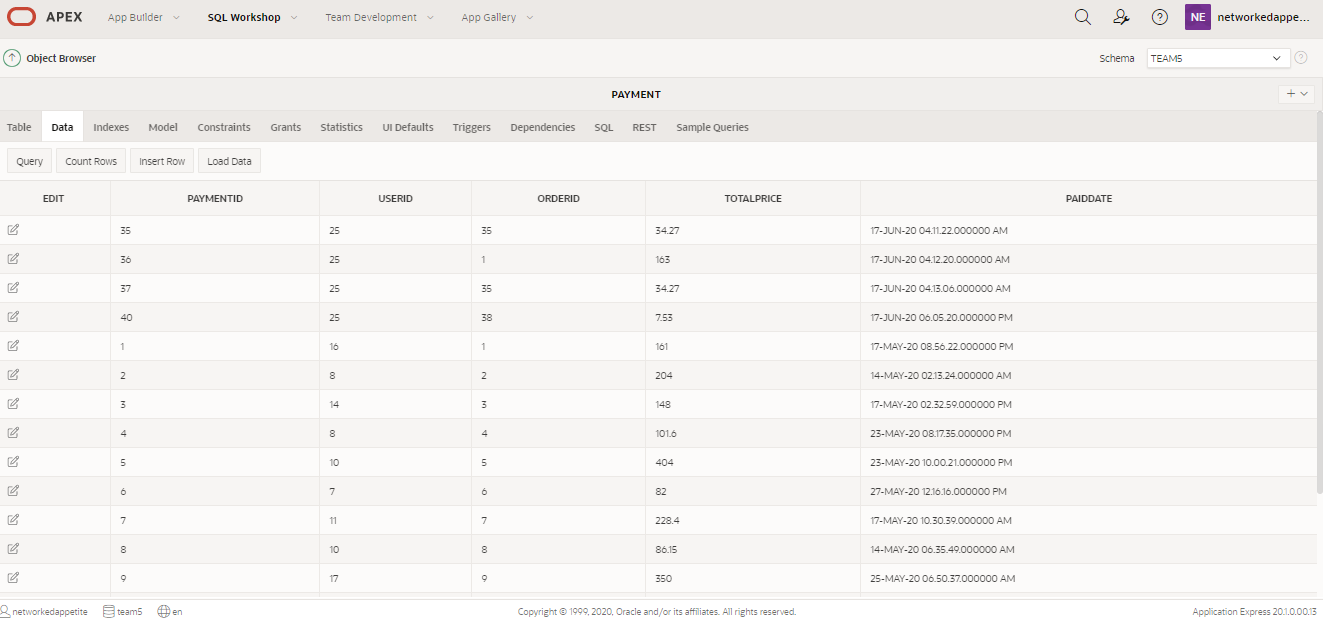 APEX App Builder SQL Workshop Team Development App Gallery ? NE networkedappe...
Object Browser Schema TEAM5 ?
PAYMENT +
Table Data Indexes Model Constraints Grants Statistics UI Defaults Triggers Dependencies SQL REST Sample Queries
Query Count Rows Insert Row Load Data
EDIT PAYMENTID USERID ORDERID TOTALPRICE PAIDDATE
35 25 35 34.27 17-JUN-20 04.11.22.000000 AM
36 25 1 163 17-JUN-20 04.12.20.000000 AM
37 25 35 34.27 17-JUN-20 04.13.06.000000 AM
40 25 38 7.53 17-JUN-20 06.05.20.000000 PM
1 16 1 161 17-MAY-20 08.56.22.000000 PM
2 8 2 204 14-MAY-20 02.13.24.000000 AM
3 14 3 148 17-MAY-20 02.32.59.000000 PM
4 8 4 101.6 23-MAY-20 08.17.35.000000 PM
5 10 5 404 23-MAY-20 10.00.21.000000 PM
6 7 6 82 27-MAY-20 12.16.16.000000 PM
7 11 7 228.4 17-MAY-20 10.30.39.000000 AM
8 10 8 86.15 14-MAY-20 06.35.49.000000 AM
9 17 9 350 25-MAY-20 06.50.37.000000 AM
networkedappetite team5 en Copyright © 1999, 2020, Oracle and/or its affiliates. All rights reserved. Application Express 20.1.0.00.13